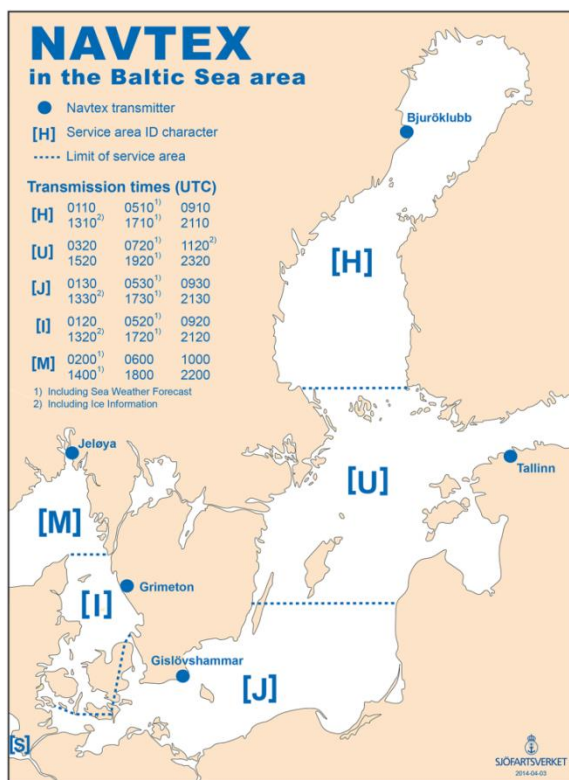 NAVTEX
in the Baltic Sea area
Navtex transmitter
[H] Service area ID character
Limit of service area
Transmission times (UTC)
[H] 0110 0510¹⁾ 0910
1310²⁾ 1710¹⁾ 2110
[U] 0320 0720¹⁾ 1120²⁾
1520 1920¹⁾ 2320
[J] 0130 0530¹⁾ 0930
1330²⁾ 1730¹⁾ 2130
[I] 0120 0520¹⁾ 0920
1320²⁾ 1720¹⁾ 2120
[M] 0200¹⁾ 0600 1000
1400¹⁾ 1800 2200
1) Including Sea Weather Forecast
2) Including Ice Information
Bjuröklubb
[H]
Jeløya
Tallinn
[U]
[M]
Grimeton
[I]
Gislövshammar
[J]
[S]
SJÖFARTSVERKET
2014-04-03